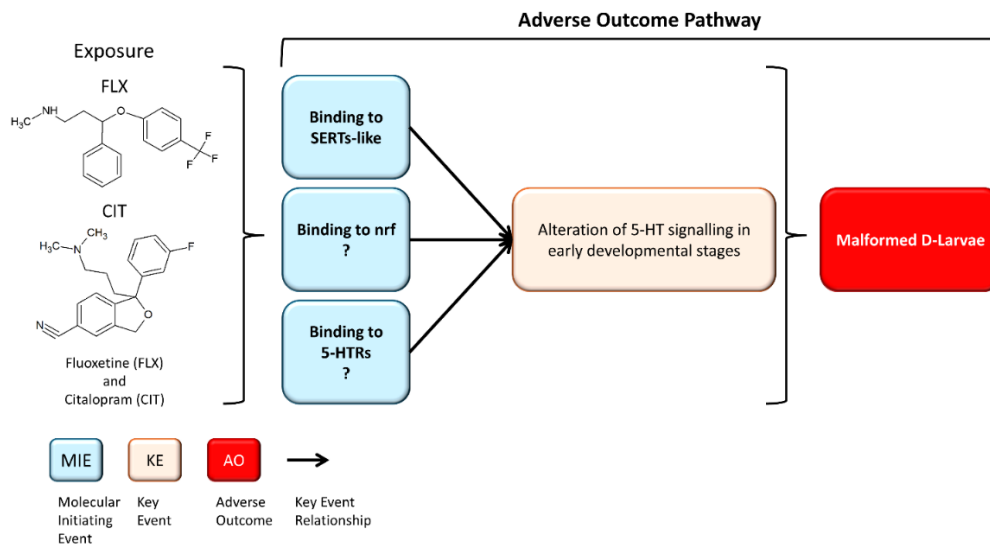 Adverse Outcome Pathway
Exposure
FLX
H₃C
NH
O
F
F
F
CIT
H₃C
CH₃
N
F
O
N
Fluoxetine (FLX)
and
Citalopram (CIT)
Binding to
SERTs-like
Binding to nrf
?
Binding to
5-HTRs
?
Alteration of 5-HT signalling in
early developmental stages
Malformed D-Larvae
MIE
KE
AO
Molecular
Initiating
Event
Key
Event
Adverse
Outcome
Key Event
Relationship